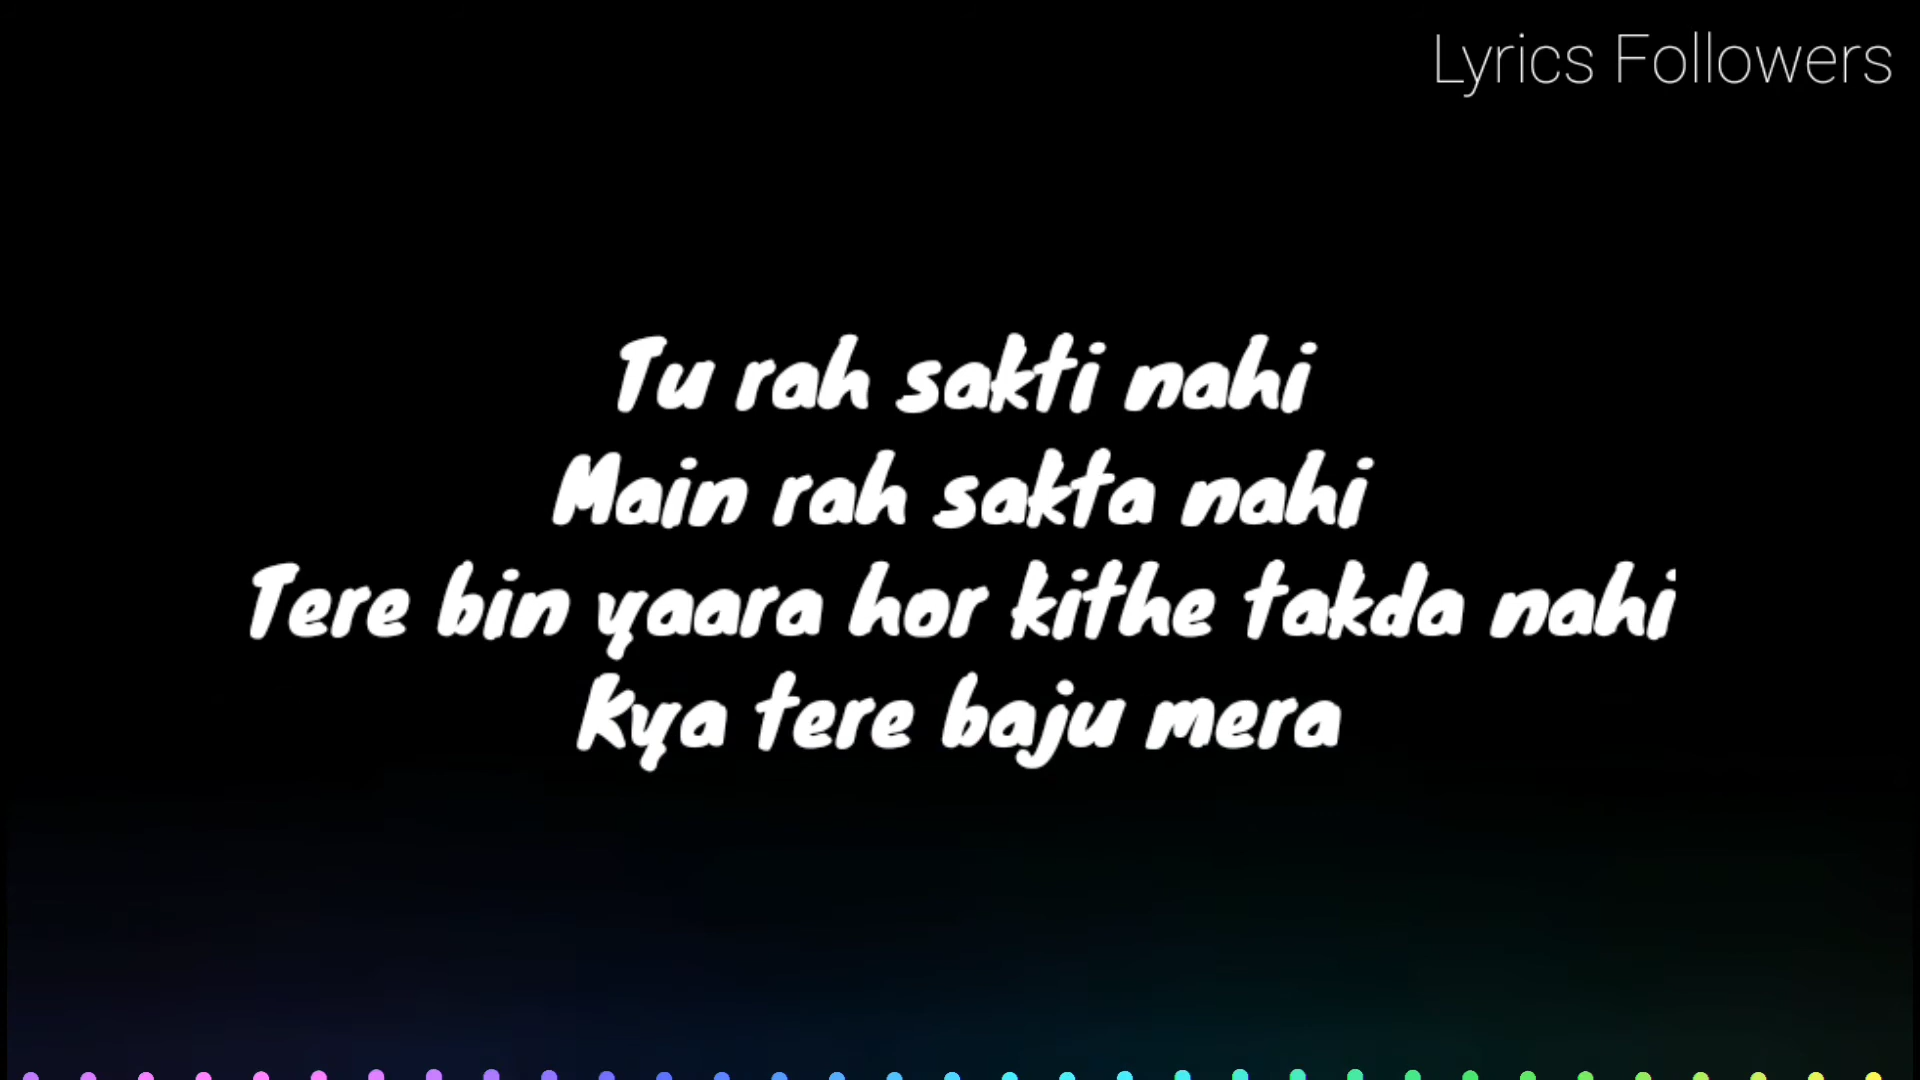 Lyrics Followers
Tu rah sakti nahi
Main rah sakta nahi
Tere bin yaara hor kithe takda nahi
Kya tere baju mera